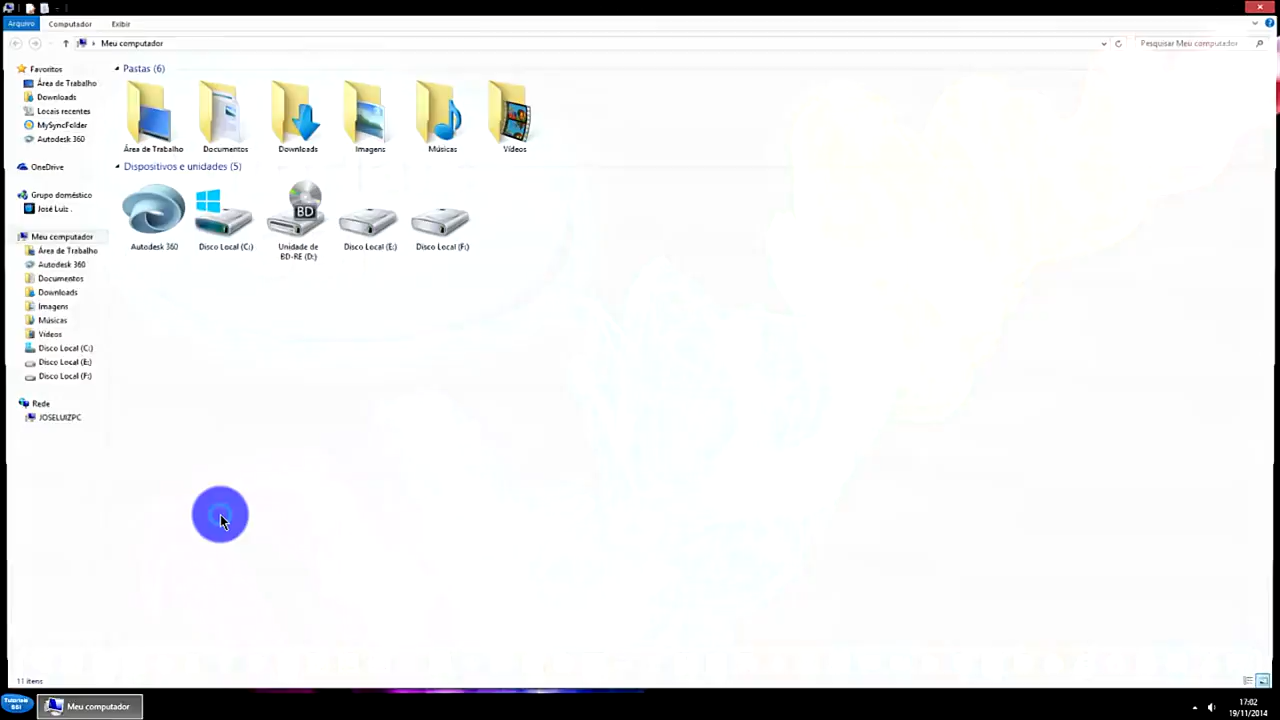 Arquivo Computador Exibir
Meu computador
Pesquisar Meu computador
Favoritos
Área de Trabalho
Downloads
Locais recentes
MySyncFolder
Autodesk 360
OneDrive
Grupo doméstico
José Luiz .
Meu computador
Área de Trabalho
Autodesk 360
Documentos
Downloads
Imagens
Músicas
Vídeos
Disco Local (C:)
Disco Local (E:)
Disco Local (F:)
Rede
JOSELUIZPC
Pastas (6)
Área de Trabalho Documentos Downloads Imagens Músicas Vídeos
Dispositivos e unidades (5)
BD
Autodesk 360 Disco Local (C:) Unidade de BD-RE (D:) Disco Local (E:) Disco Local (F:)
11 itens
Tutoriais
BBI
Meu computador
17:02
19/11/2014